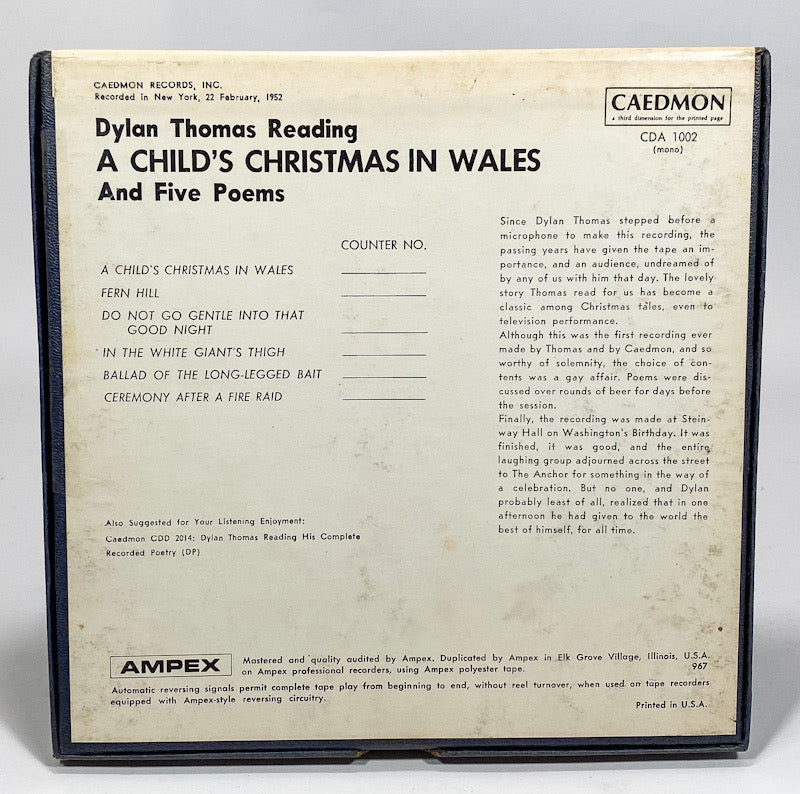 CAEDMON RECORDS, INC.
Recorded in New York, 22 February, 1952
Dylan Thomas Reading
A CHILD'S CHRISTMAS IN WALES
And Five Poems
CAEDMON
a third dimension for the printed page
CDA 1002
(mono)
COUNTER NO.
A CHILD'S CHRISTMAS IN WALES
FERN HILL
DO NOT GO GENTLE INTO THAT
GOOD NIGHT
IN THE WHITE GIANT'S THIGH
BALLAD OF THE LONG-LEGGED BAIT
CEREMONY AFTER A FIRE RAID
Since Dylan Thomas stepped before a
microphone to make this recording, the
passing years have given the tape an im-
portance, and an audience, undreamed of
by any of us with him that day. The lovely
story Thomas read for us has become a
classic among Christmas tales, even to
television performance.
Although this was the first recording ever
made by Thomas and by Caedmon, and so
worthy of solemnity, the choice of con-
tents was a gay affair. Poems were dis-
cussed over rounds of beer for days before
the session.
Finally, the recording was made at Stein-
way Hall on Washington's Birthday. It was
finished, it was good, and the entire
laughing group adjourned across the street
to The Anchor for something in the way of
a celebration. But no one, and Dylan
probably least of all, realized that in one
afternoon he had given to the world the
best of himself, for all time.
Also Suggested for Your Listening Enjoyment:
Caedmon CDD 2014: Dylan Thomas Reading His Complete
Recorded Poetry (DP)
AMPEX
Mastered and quality audited by Ampex. Duplicated by Ampex in Elk Grove Village, Illinois, U.S.A.
on Ampex professional recorders, using Ampex polyester tape.
967
Automatic reversing signals permit complete tape play from beginning to end, without reel turnover, when used on tape recorders
equipped with Ampex-style reversing circuitry.
Printed in U.S.A.